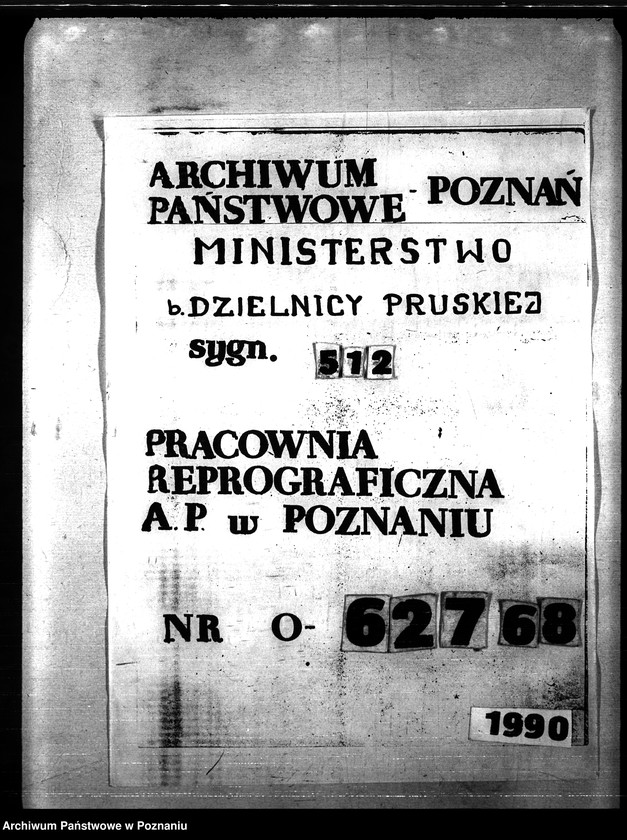 ARCHIWUM
PAŃSTWOWE - POZNAŃ
MINISTERSTWO
b. DZIELNICY PRUSKIEJ
sygn. 512
PRACOWNIA
REPROGRAFICZNA
A. P. w POZNANIU
NR O- 62768
1990
Archiwum Państwowe w Poznaniu